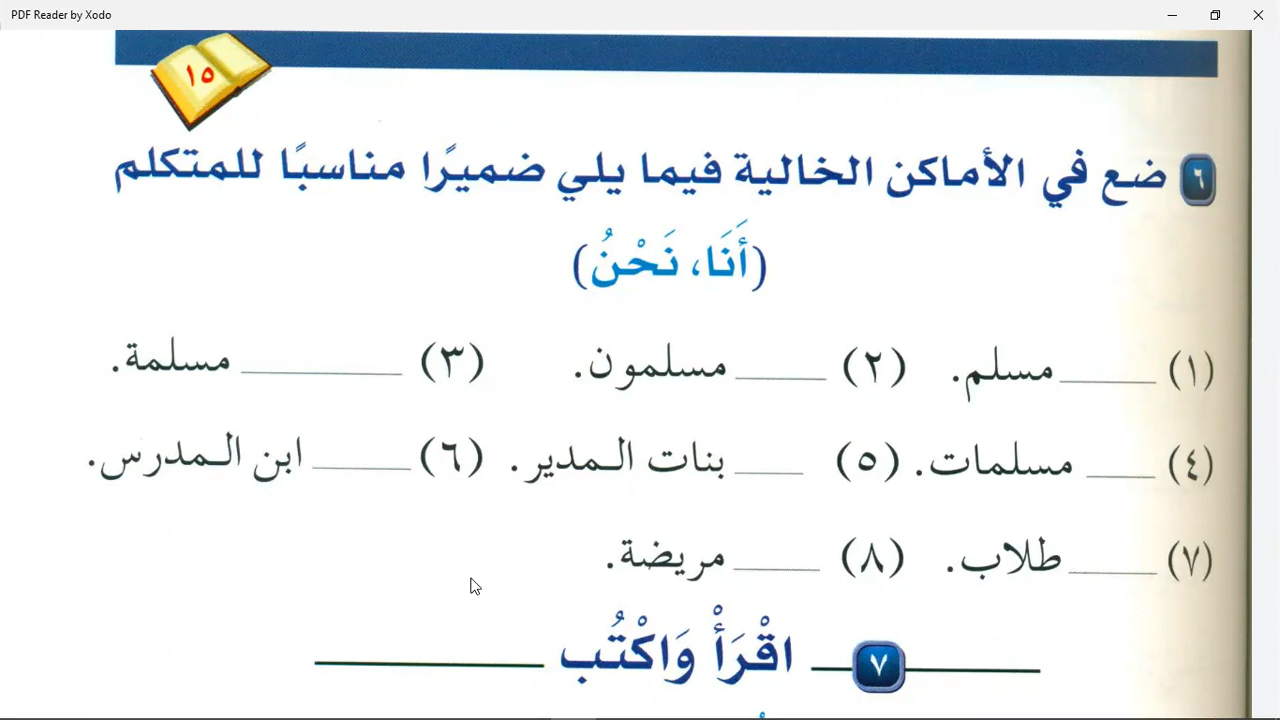 PDF Reader by Xodo
١٥
٦ ضع في الأماكن الخالية فيما يلي ضميرًا مناسبًا للمتكلم
(أَنَا، نَحْنُ)
(١) ____ مسلم. (٢) ____ مسلمون. (٣) ____ مسلمة.
(٤) ____ مسلمات. (٥) ____ بنات المدير. (٦) ____ ابن المدرس.
(٧) ____ طلاب. (٨) ____ مريضة.
٧ اقْرَأْ وَاكْتُب